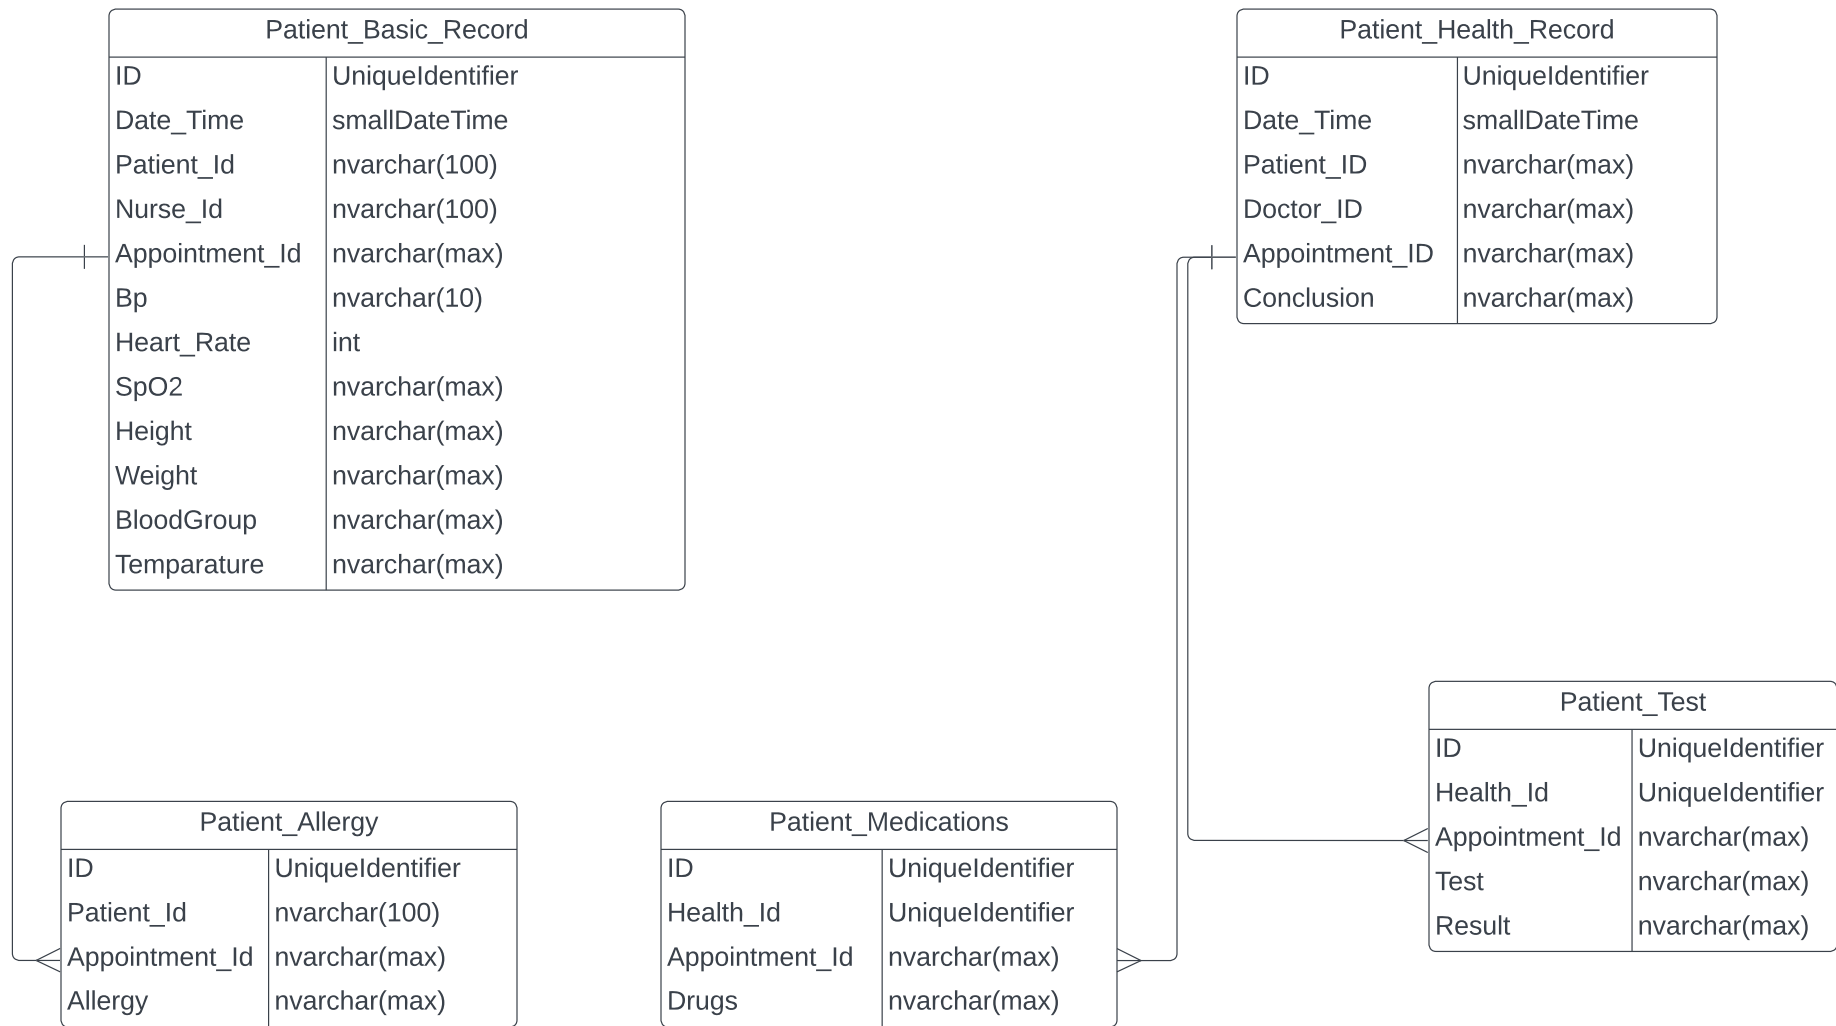 Patient_Basic_Record
ID UniqueIdentifier
Date_Time smallDateTime
Patient_Id nvarchar(100)
Nurse_Id nvarchar(100)
Appointment_Id nvarchar(max)
Bp nvarchar(10)
Heart_Rate int
SpO2 nvarchar(max)
Height nvarchar(max)
Weight nvarchar(max)
BloodGroup nvarchar(max)
Temparature nvarchar(max)
Patient_Health_Record
ID UniqueIdentifier
Date_Time smallDateTime
Patient_ID nvarchar(max)
Doctor_ID nvarchar(max)
Appointment_ID nvarchar(max)
Conclusion nvarchar(max)
Patient_Allergy
ID UniqueIdentifier
Patient_Id nvarchar(100)
Appointment_Id nvarchar(max)
Allergy nvarchar(max)
Patient_Medications
ID UniqueIdentifier
Health_Id UniqueIdentifier
Appointment_Id nvarchar(max)
Drugs nvarchar(max)
Patient_Test
ID UniqueIdentifier
Health_Id UniqueIdentifier
Appointment_Id nvarchar(max)
Test nvarchar(max)
Result nvarchar(max)